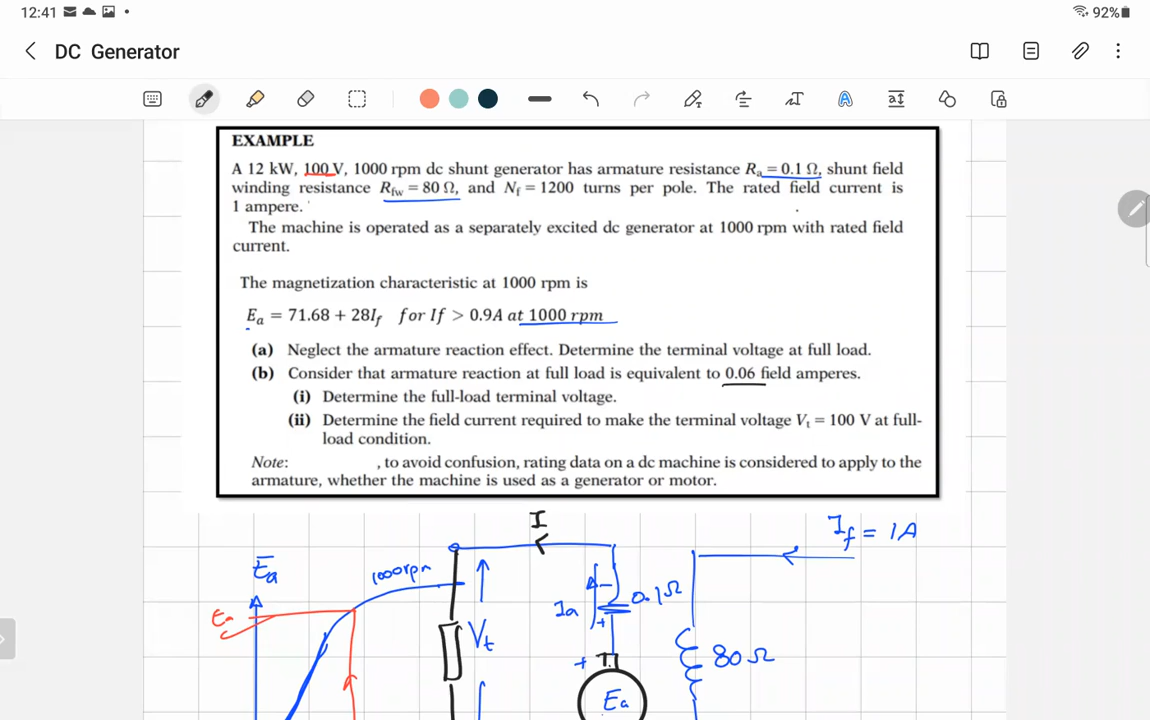 12:41
92%
DC Generator
EXAMPLE
A 12 kW, 100 V, 1000 rpm dc shunt generator has armature resistance Ra = 0.1 Ω, shunt field
winding resistance Rfw = 80 Ω, and Nf = 1200 turns per pole. The rated field current is
1 ampere.
The machine is operated as a separately excited dc generator at 1000 rpm with rated field
current.
The magnetization characteristic at 1000 rpm is
Ea = 71.68 + 28If for If > 0.9A at 1000 rpm
(a) Neglect the armature reaction effect. Determine the terminal voltage at full load.
(b) Consider that armature reaction at full load is equivalent to 0.06 field amperes.
(i) Determine the full-load terminal voltage.
(ii) Determine the field current required to make the terminal voltage Vt = 100 V at full-
load condition.
Note: , to avoid confusion, rating data on a dc machine is considered to apply to the
armature, whether the machine is used as a generator or motor.
I
If = 1A
Ea
1000rpm
Ea
Ia
0.1Ω
+
Vt
80Ω
+
Ea